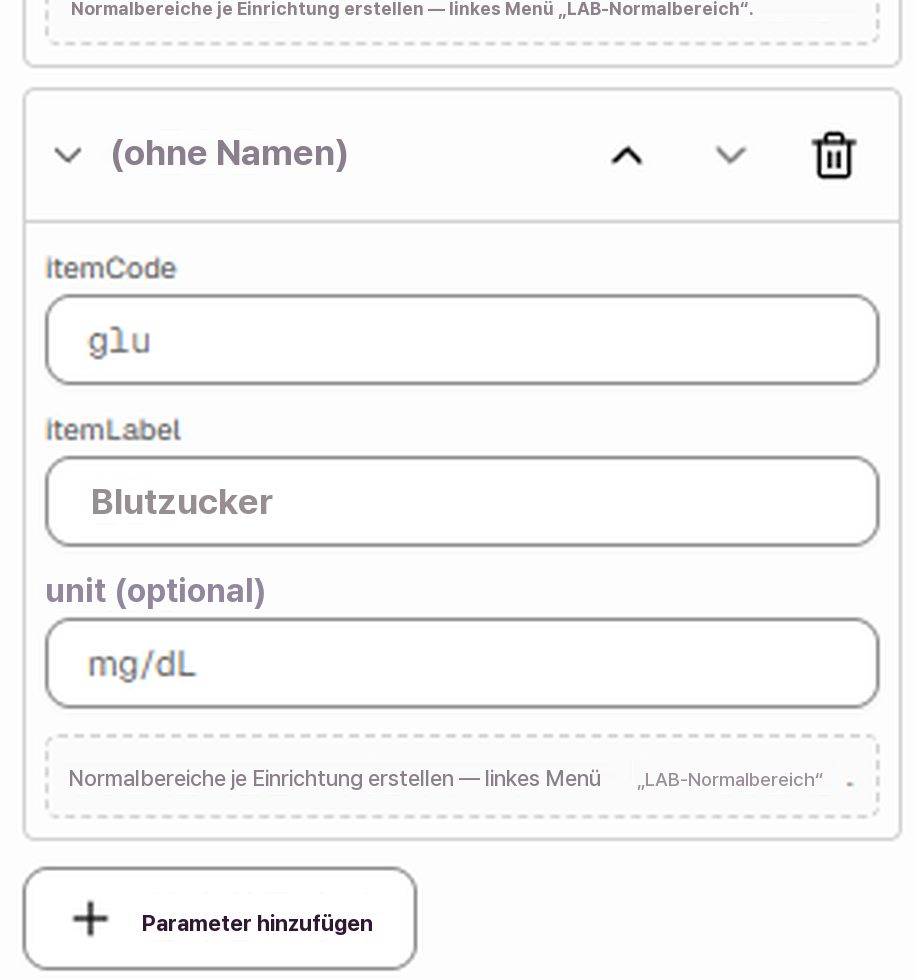 Normalbereiche je Einrichtung erstellen — linkes Menü „LAB-Normalbereich“.
(ohne Namen)
itemCode
glu
itemLabel
Blutzucker
unit (optional)
mg/dL
Normalbereiche je Einrichtung erstellen — linkes Menü „LAB-Normalbereich“ .
Parameter hinzufügen